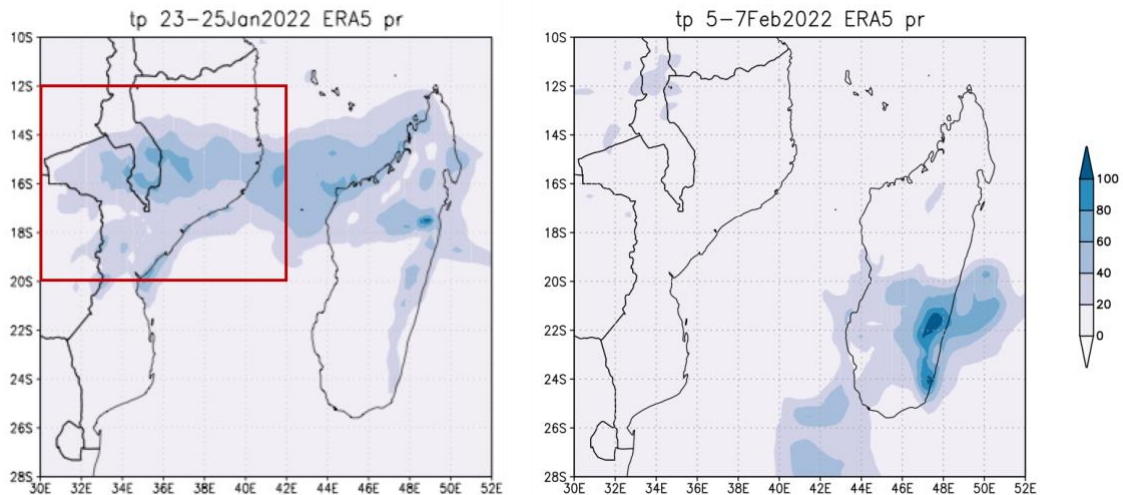 tp 23-25Jan2022 ERA5 pr
10S
12S
14S
16S
18S
20S
22S
24S
26S
28S
30E 32E 34E 36E 38E 40E 42E 44E 46E 48E 50E 52E
tp 5-7Feb2022 ERA5 pr
10S
12S
14S
16S
18S
20S
22S
24S
26S
28S
30E 32E 34E 36E 38E 40E 42E 44E 46E 48E 50E 52E
100
80
60
40
20
0